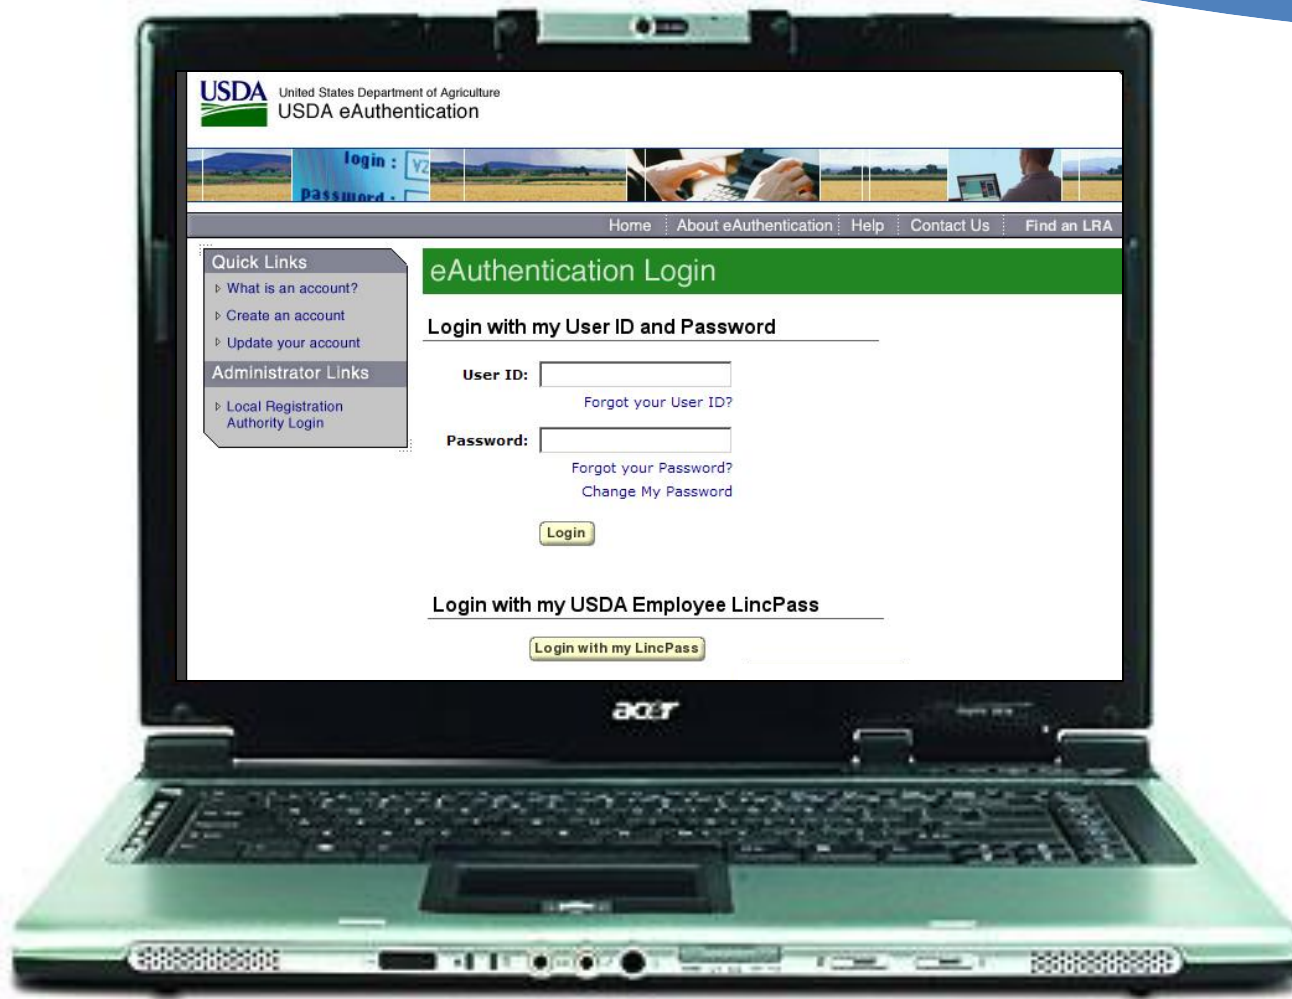 USDA
United States Department of Agriculture
USDA eAuthentication
login :
password :
Home
About eAuthentication
Help
Contact Us
Find an LRA
Quick Links
What is an account?
Create an account
Update your account
Administrator Links
Local Registration
Authority Login
eAuthentication Login
Login with my User ID and Password
User ID:
Forgot your User ID?
Password:
Forgot your Password?
Change My Password
Login
Login with my USDA Employee LincPass
Login with my LincPass
acer